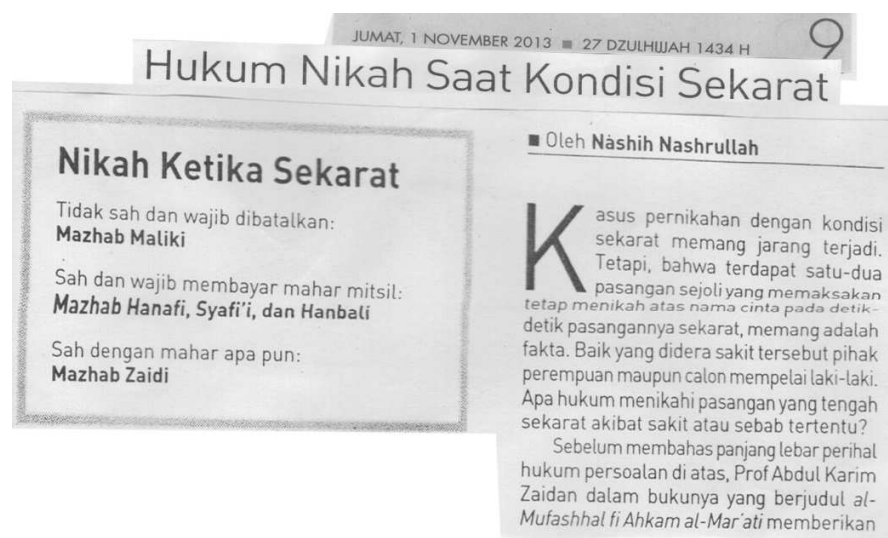 JUMAT, 1 NOVEMBER 2013 ■ 27 DZULHIJJAH 1434 H
9
Hukum Nikah Saat Kondisi Sekarat
Nikah Ketika Sekarat
Tidak sah dan wajib dibatalkan:
Mazhab Maliki
Sah dan wajib membayar mahar mitsil:
Mazhab Hanafi, Syafi'i, dan Hanbali
Sah dengan mahar apa pun:
Mazhab Zaidi
■ Oleh Nashih Nashrullah
Kasus pernikahan dengan kondisi
sekarat memang jarang terjadi.
Tetapi, bahwa terdapat satu-dua
pasangan sejoli yang memaksakan
tetap menikah atas nama cinta pada detik-
detik pasangannya sekarat, memang adalah
fakta. Baik yang didera sakit tersebut pihak
perempuan maupun calon mempelai laki-laki.
Apa hukum menikahi pasangan yang tengah
sekarat akibat sakit atau sebab tertentu?
Sebelum membahas panjang lebar perihal
hukum persoalan di atas, Prof Abdul Karim
Zaidan dalam bukunya yang berjudul al-
Mufashhal fi Ahkam al-Mar'ati memberikan